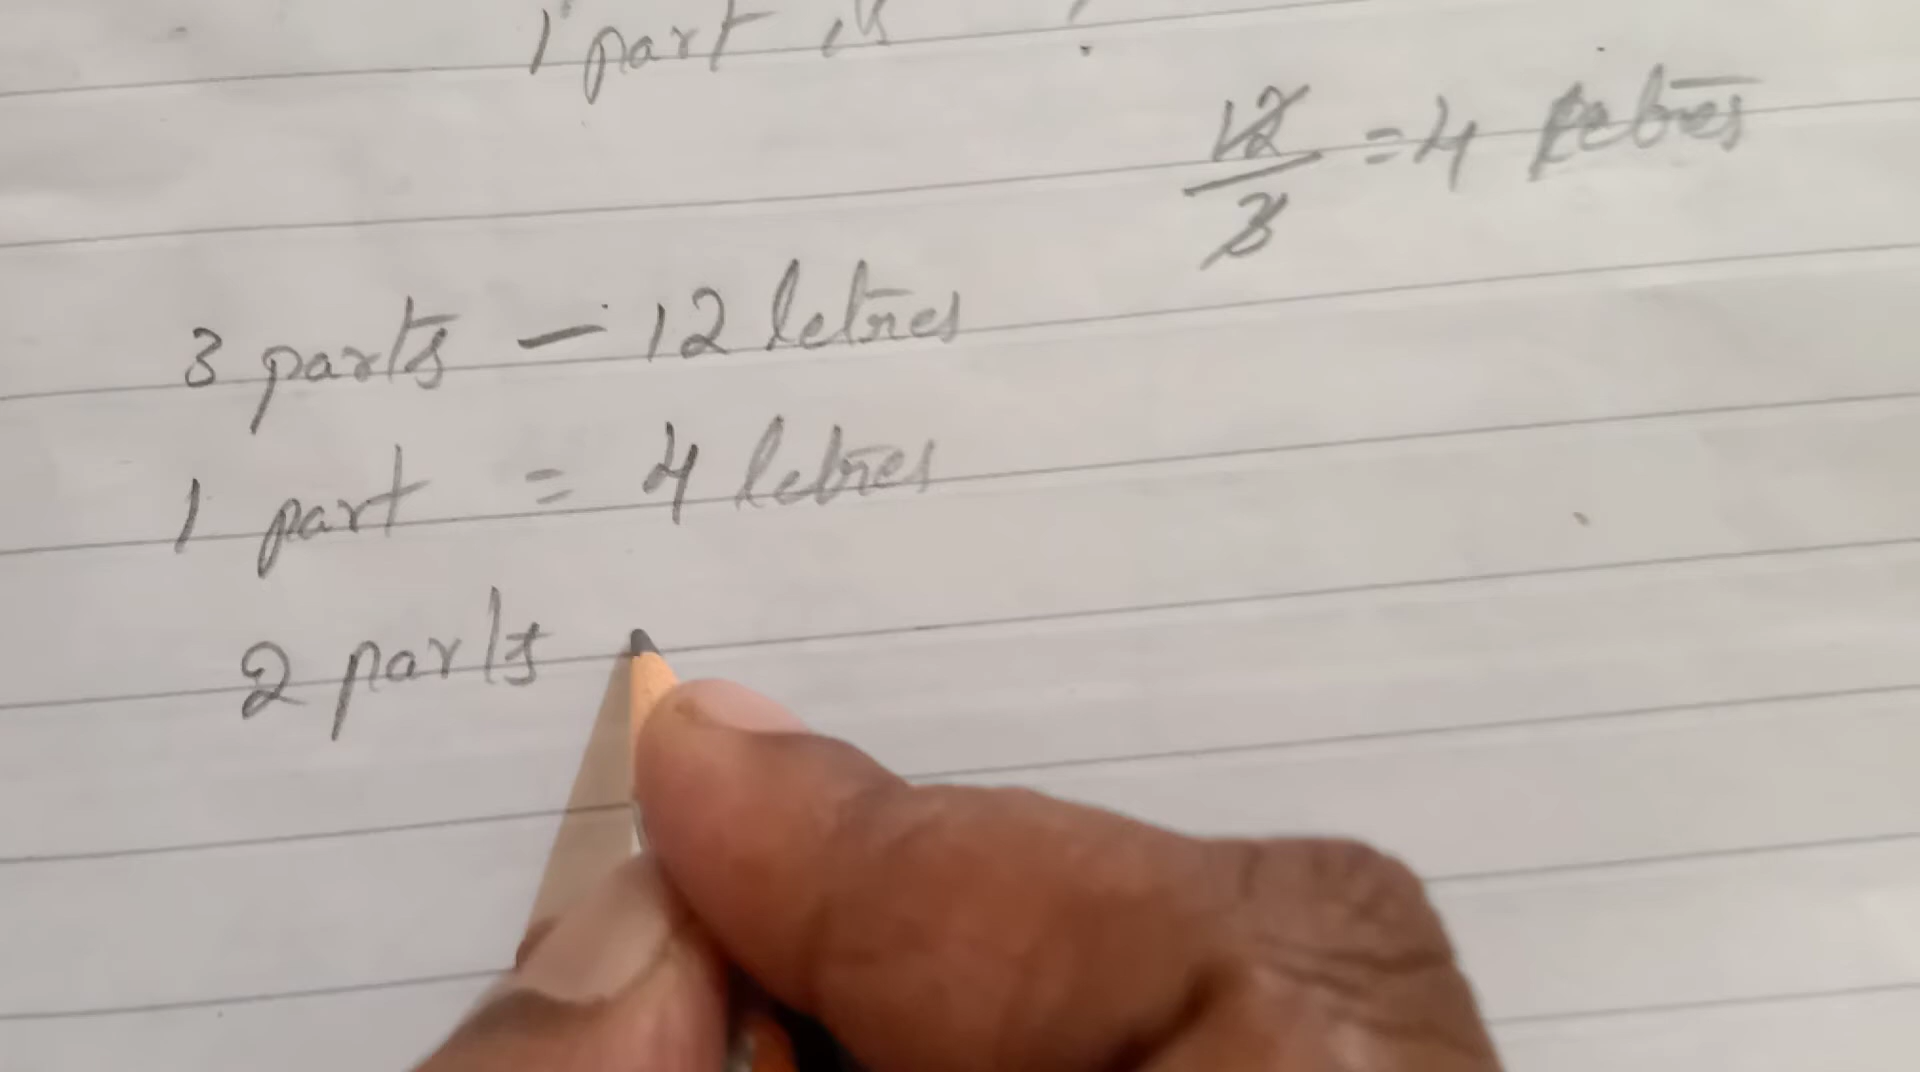 1 part is ?
12/3 = 4 letres
3 parts — 12 letres
1 part = 4 letres
2 parts